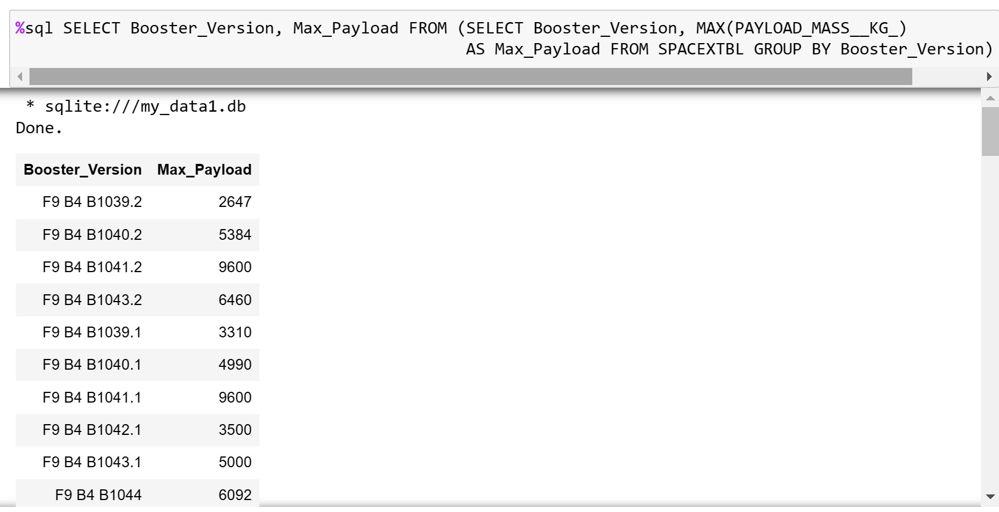 %sql SELECT Booster_Version, Max_Payload FROM (SELECT Booster_Version, MAX(PAYLOAD_MASS__KG_)
AS Max_Payload FROM SPACEXTBL GROUP BY Booster_Version)
* sqlite:///my_data1.db
Done.
Booster_Version Max_Payload
F9 B4 B1039.2 2647
F9 B4 B1040.2 5384
F9 B4 B1041.2 9600
F9 B4 B1043.2 6460
F9 B4 B1039.1 3310
F9 B4 B1040.1 4990
F9 B4 B1041.1 9600
F9 B4 B1042.1 3500
F9 B4 B1043.1 5000
F9 B4 B1044 6092